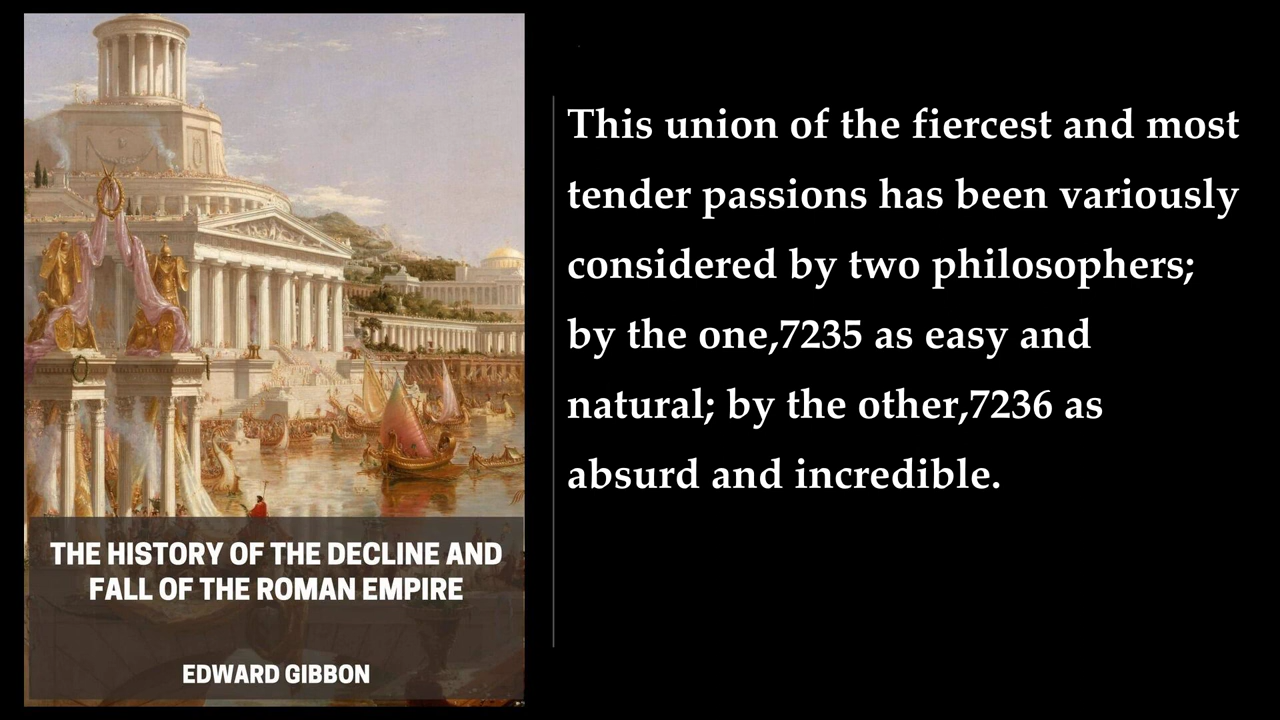 THE HISTORY OF THE DECLINE AND
FALL OF THE ROMAN EMPIRE
EDWARD GIBBON
This union of the fiercest and most
tender passions has been variously
considered by two philosophers;
by the one,7235 as easy and
natural; by the other,7236 as
absurd and incredible.